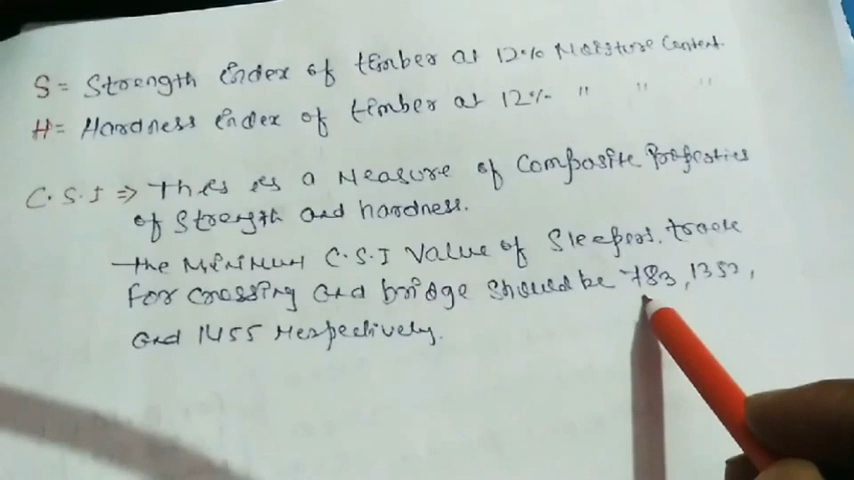 S = Strength index of timber at 12% Moisture Content.
H = Hardness index of timber at 12% " " "
C.S.I ⇒ This is a Measure of Composite Properties
of strength and hardness.
The Minimum C.S.I Value of Sleepers. track
for crossing and bridge should be 783, 1352,
and 1455 respectively.